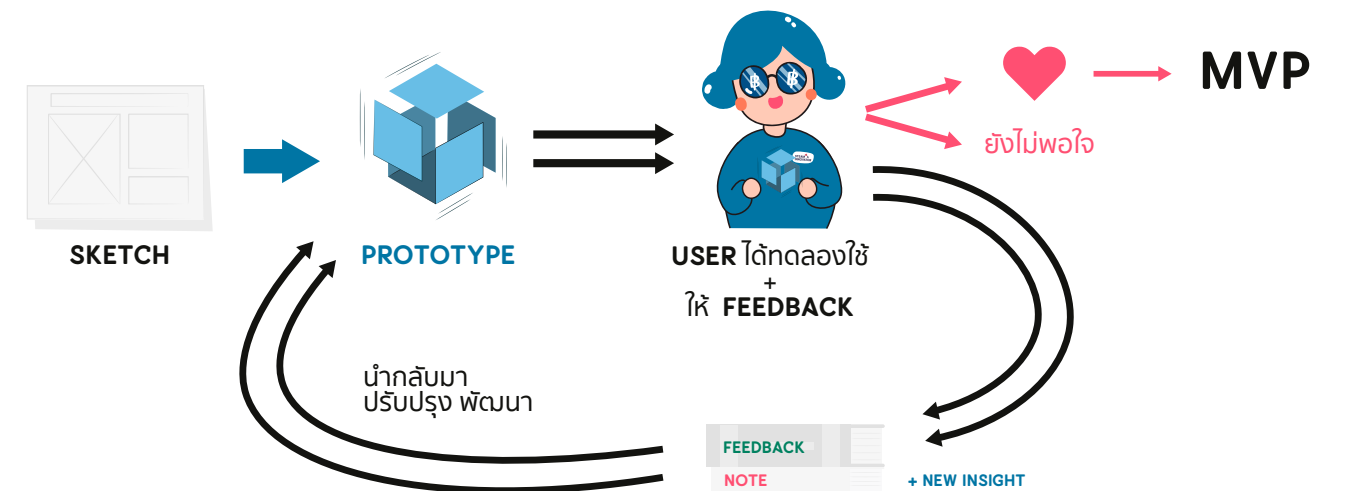 MVP
ยังไม่พอใจ
SKETCH
PROTOTYPE
USER ได้ทดลองใช้
+
ให้ FEEDBACK
นำกลับมา
ปรับปรุง พัฒนา
FEEDBACK
NOTE
+ NEW INSIGHT